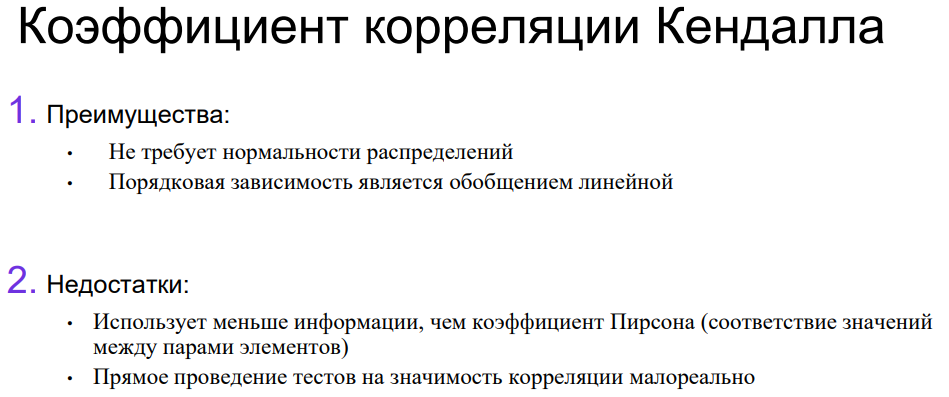 Коэффициент корреляции Кендалла
1. Преимущества:
• Не требует нормальности распределений
• Порядковая зависимость является обобщением линейной
2. Недостатки:
• Использует меньше информации, чем коэффициент Пирсона (соответствие значений
между парами элементов)
• Прямое проведение тестов на значимость корреляции малореально